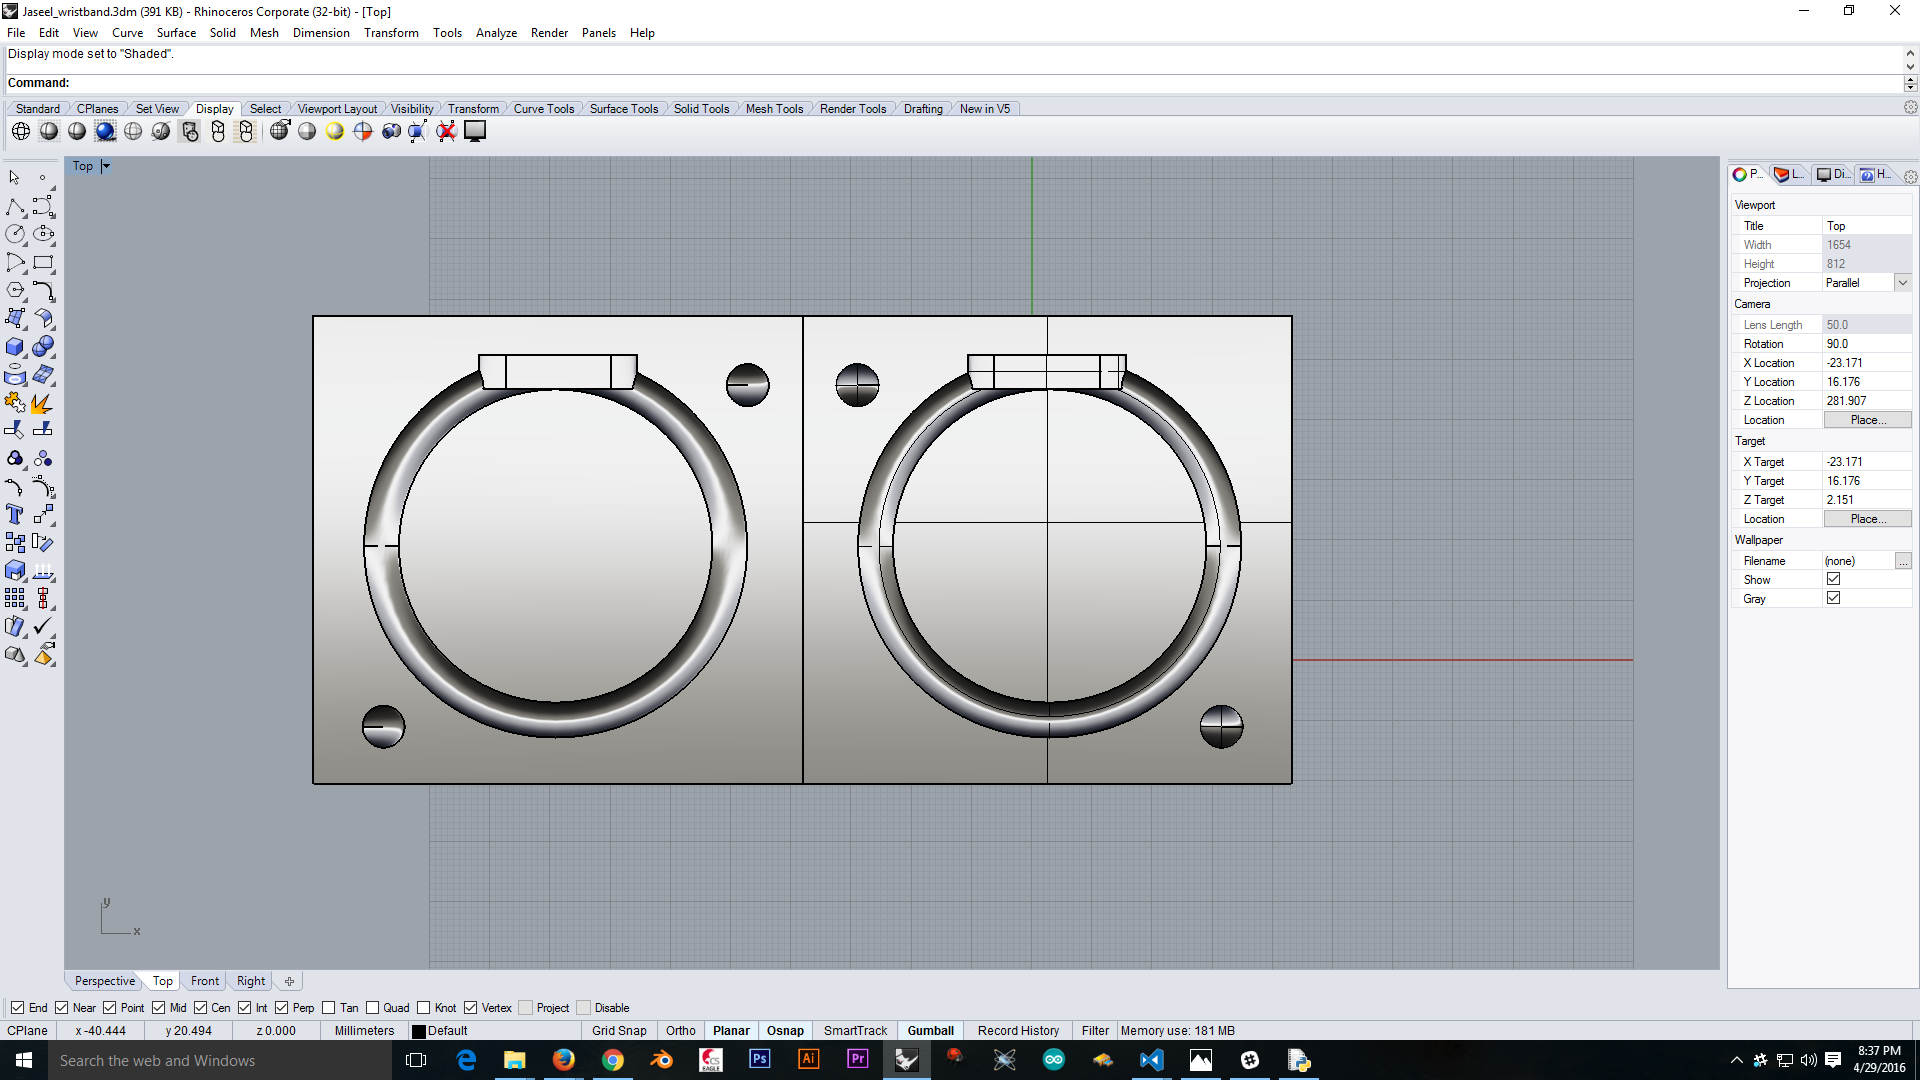 Jaseel_wristband.3dm (391 KB) - Rhinoceros Corporate (32-bit) - [Top]
File Edit View Curve Surface Solid Mesh Dimension Transform Tools Analyze Render Panels Help
Display mode set to "Shaded".
Command:
Standard CPlanes Set View Display Select Viewport Layout Visibility Transform Curve Tools Surface Tools Solid Tools Mesh Tools Render Tools Drafting New in V5
Top
P... L... Di... H...
Viewport
Title Top
Width 1654
Height 812
Projection Parallel
Camera
Lens Length 50.0
Rotation 90.0
X Location -23.171
Y Location 16.176
Z Location 281.907
Location Place...
Target
X Target -23.171
Y Target 16.176
Z Target 2.151
Location Place...
Wallpaper
Filename (none) ...
Show
Gray
y
x
Perspective Top Front Right
End Near Point Mid Cen Int Perp Tan Quad Knot Vertex Project Disable
CPlane x -40.444 y 20.494 z 0.000 Millimeters Default Grid Snap Ortho Planar Osnap SmartTrack Gumball Record History Filter Memory use: 181 MB
Search the web and Windows
EAGLE
Ps
Ai
Pr
8:37 PM
4/29/2016